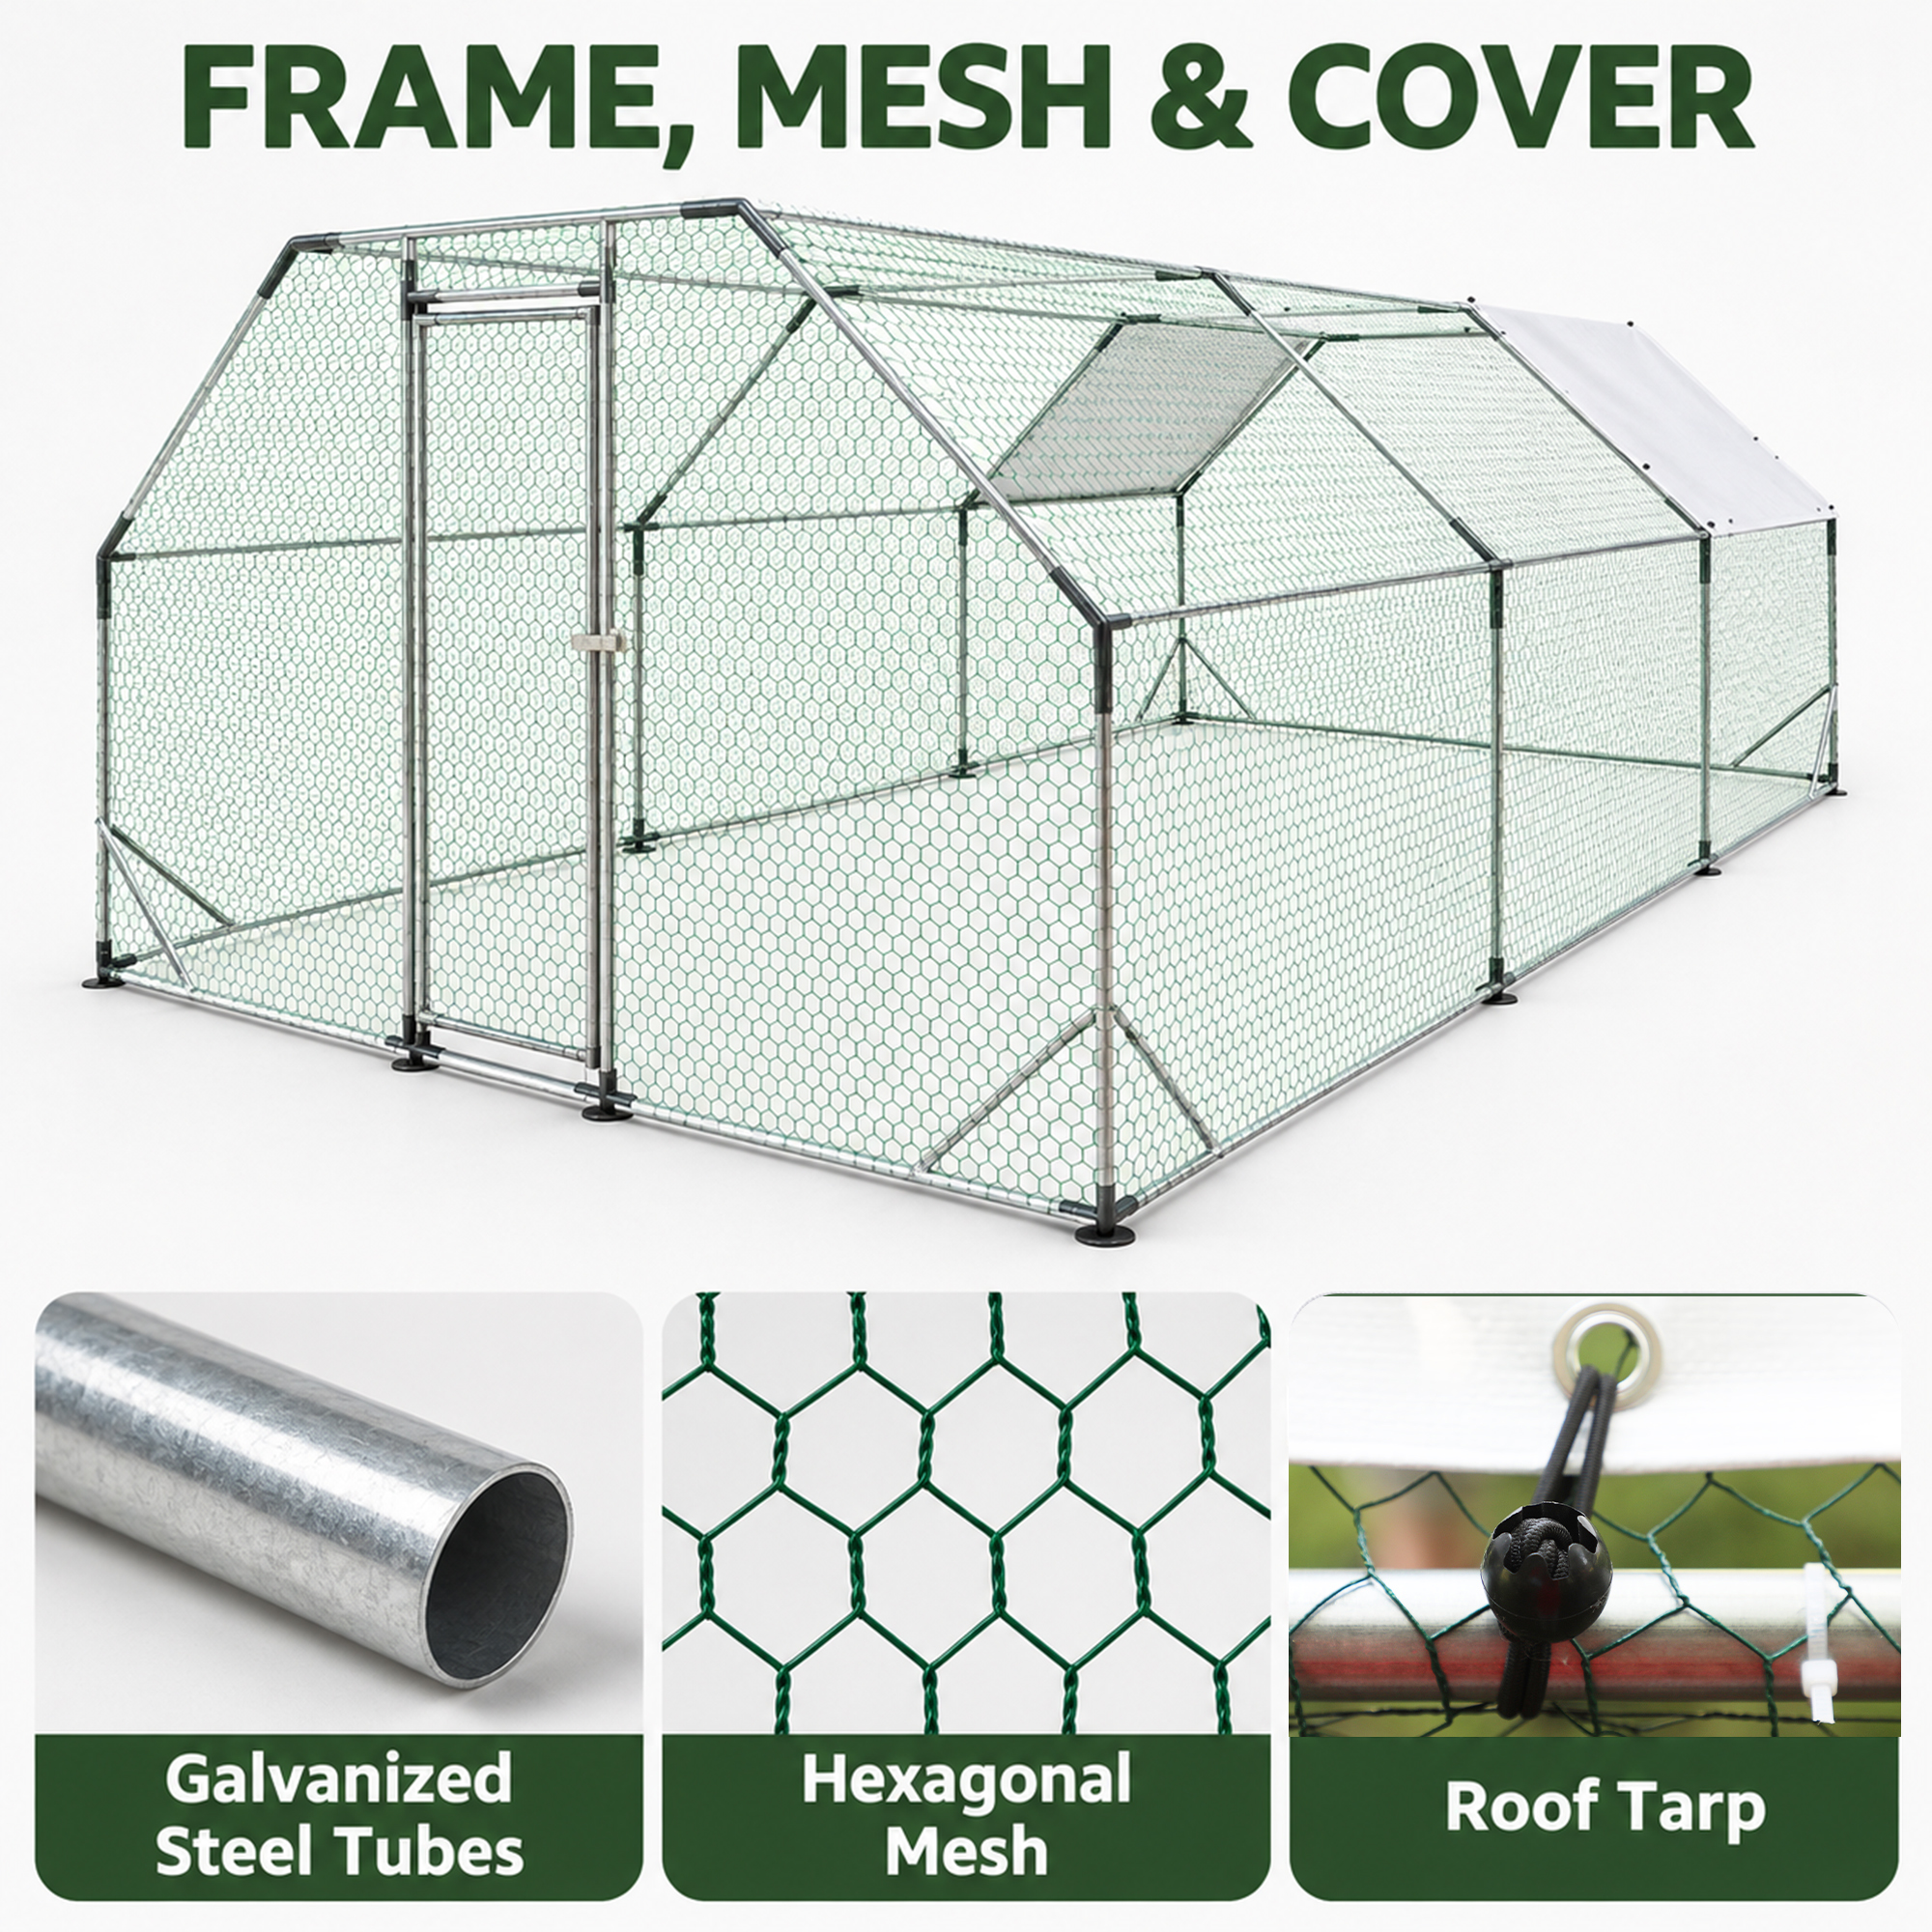 FRAME, MESH & COVER
Galvanized
Steel Tubes
Hexagonal
Mesh
Roof Tarp